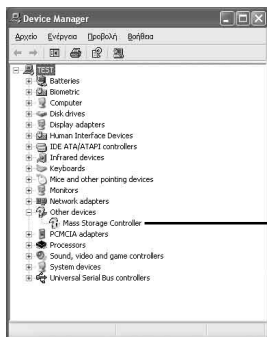 Device Manager
Αρχείο Ενέργεια Προβολή Βοήθεια
TEST
Batteries
Biometric
Computer
Disk drives
Display adapters
Human Interface Devices
IDE ATA/ATAPI controllers
Infrared devices
Keyboards
Mice and other pointing devices
Monitors
Network adapters
Other devices
Mass Storage Controller
PCMCIA adapters
Processors
Sound, video and game controllers
System devices
Universal Serial Bus controllers